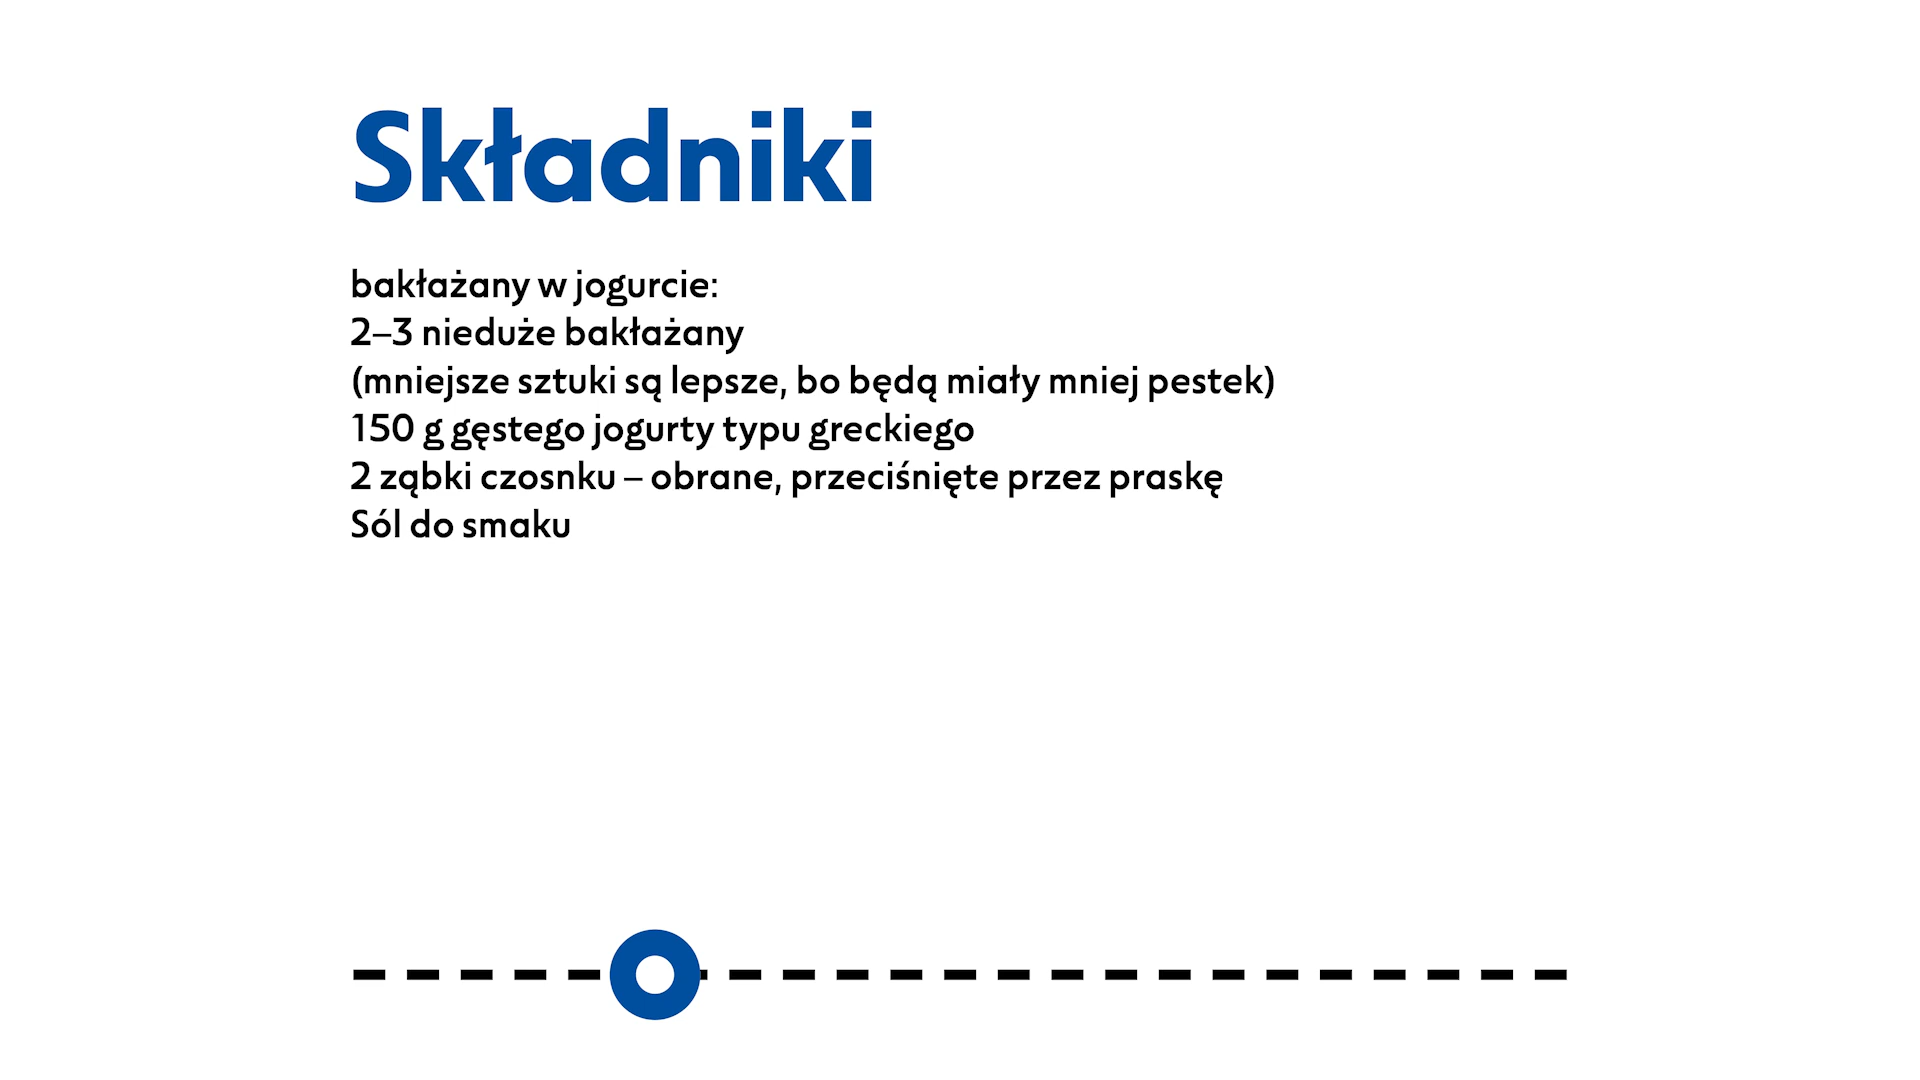 Składniki
bakłażany w jogurcie:
2–3 nieduże bakłażany
(mniejsze sztuki są lepsze, bo będą miały mniej pestek)
150 g gęstego jogurty typu greckiego
2 ząbki czosnku – obrane, przeciśnięte przez praskę
Sól do smaku